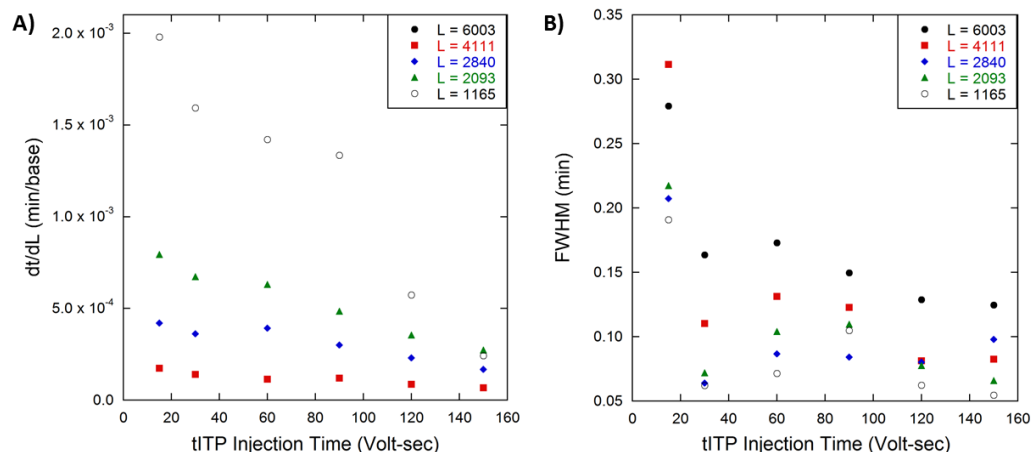 A)
dt/dL (min/base)
2.0 x 10⁻³
1.5 x 10⁻³
1.0 x 10⁻³
5.0 x 10⁻⁴
0.0
0 20 40 60 80 100 120 140 160
tITP Injection Time (Volt-sec)
L = 6003
L = 4111
L = 2840
L = 2093
L = 1165
B)
FWHM (min)
0.35
0.30
0.25
0.20
0.15
0.10
0.05
0 20 40 60 80 100 120 140 160
tITP Injection Time (Volt-sec)
L = 6003
L = 4111
L = 2840
L = 2093
L = 1165